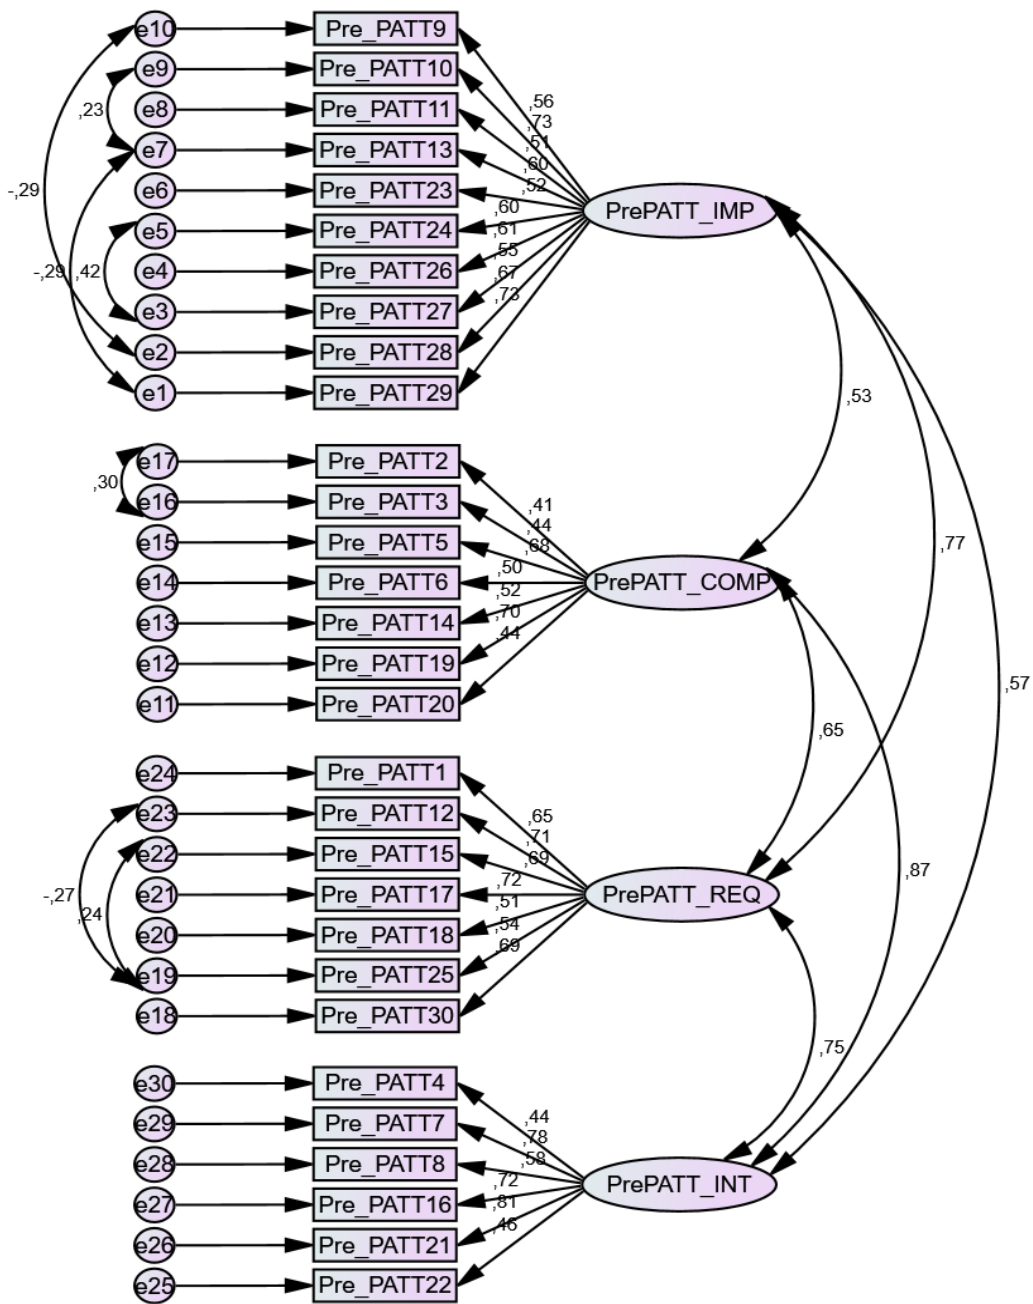 e10 Pre_PATT9
e9 Pre_PATT10
e8 Pre_PATT11
e7 Pre_PATT13
e6 Pre_PATT23
e5 Pre_PATT24
e4 Pre_PATT26
e3 Pre_PATT27
e2 Pre_PATT28
e1 Pre_PATT29
,23
-,29
-,29
,42
,56
,73
,51
,60
,52
,60
,61
,55
,67
,73
PrePATT_IMP
,53
,77
,57
e17 Pre_PATT2
e16 Pre_PATT3
e15 Pre_PATT5
e14 Pre_PATT6
e13 Pre_PATT14
e12 Pre_PATT19
e11 Pre_PATT20
,30
,41
,44
,68
,50
,52
,70
,44
PrePATT_COMP
,65
,87
e24 Pre_PATT1
e23 Pre_PATT12
e22 Pre_PATT15
e21 Pre_PATT17
e20 Pre_PATT18
e19 Pre_PATT25
e18 Pre_PATT30
-,27
,24
,65
,71
,69
,72
,51
,54
,69
PrePATT_REQ
,75
e30 Pre_PATT4
e29 Pre_PATT7
e28 Pre_PATT8
e27 Pre_PATT16
e26 Pre_PATT21
e25 Pre_PATT22
,44
,78
,58
,72
,81
,46
PrePATT_INT